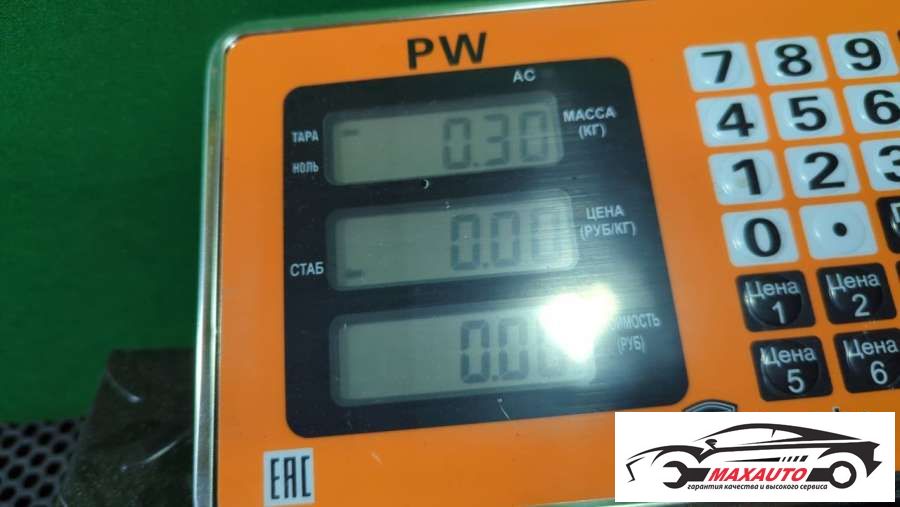 PW
AC
ТАРА
НОЛЬ
0.30
МАССА
(КГ)
0.00
ЦЕНА
(РУБ/КГ)
СТАБ
(РУБ)
7 8 9
4 5 6
1 2 3
0 .
Цена 1
Цена 2
Цена 5
Цена 6
EAC
MAXAUTO
гарантия качества и высокого сервиса